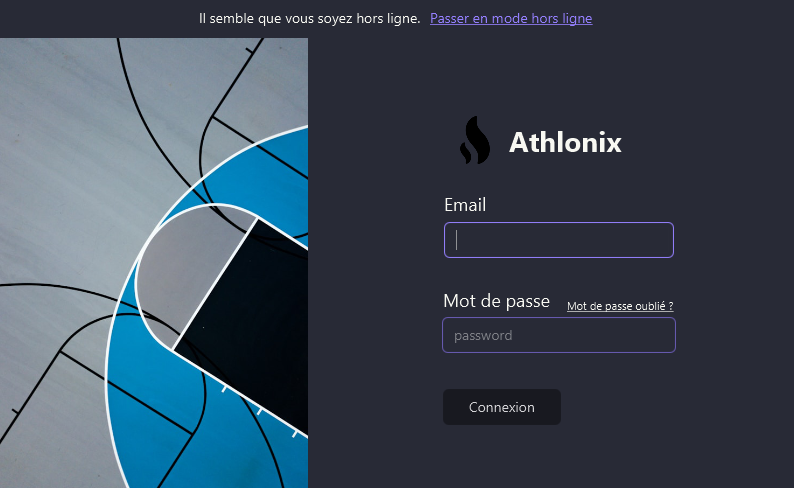 Il semble que vous soyez hors ligne. Passer en mode hors ligne
Athlonix
Email
Mot de passe Mot de passe oublié ?
password
Connexion